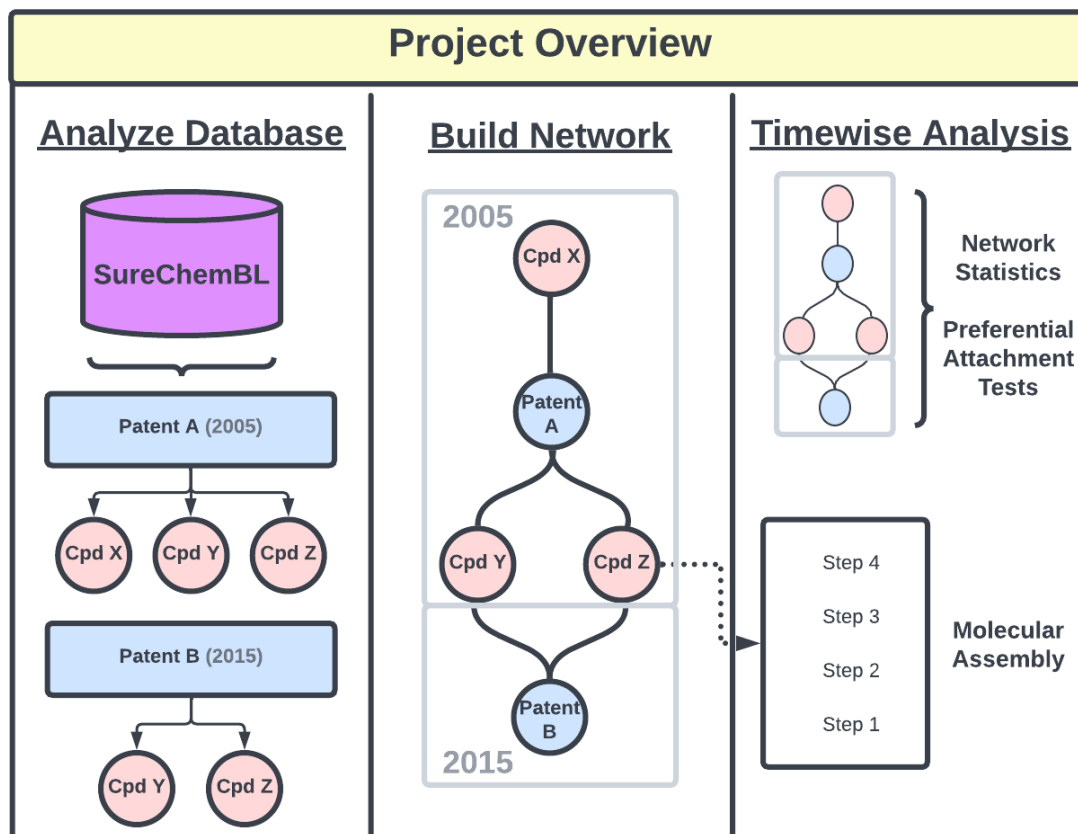 Project Overview
Analyze Database
SureChemBL
Patent A (2005)
Cpd X
Cpd Y
Cpd Z
Patent B (2015)
Cpd Y
Cpd Z
Build Network
2005
Cpd X
Patent
A
Cpd Y
Cpd Z
Patent
B
2015
Timewise Analysis
Network
Statistics
Preferential
Attachment
Tests
Step 4
Step 3
Step 2
Step 1
Molecular
Assembly